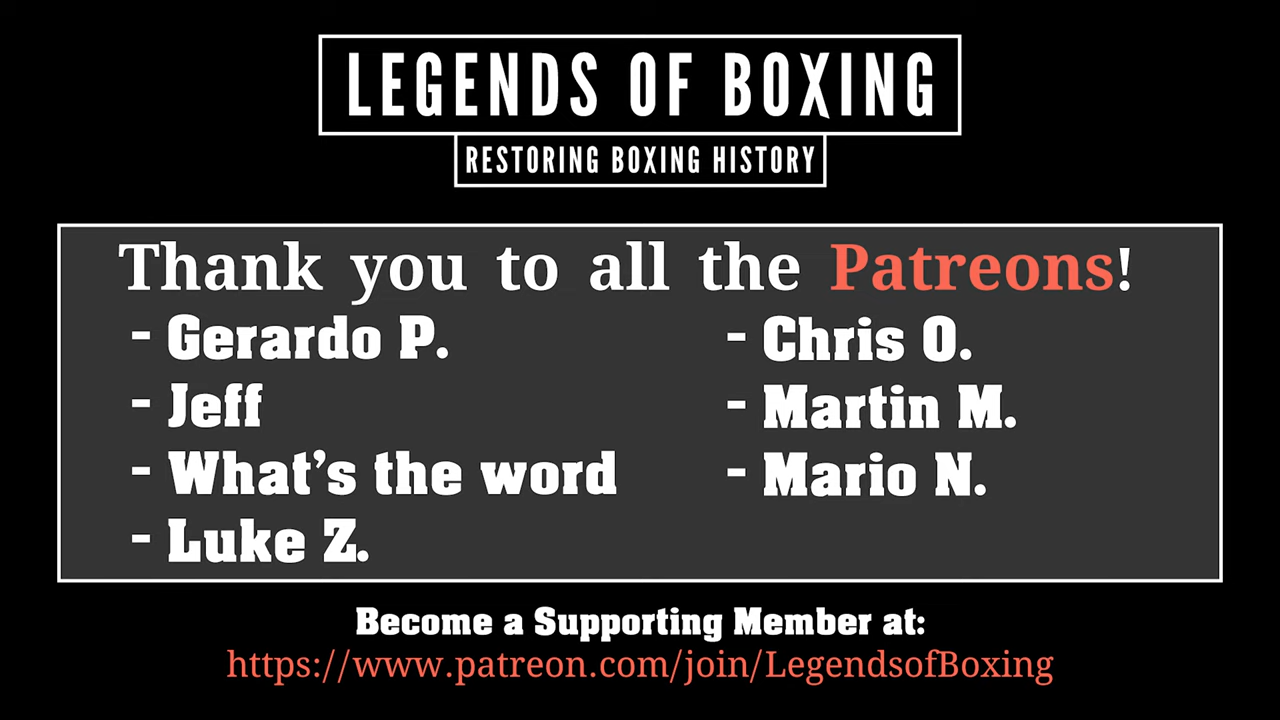 LEGENDS OF BOXING
RESTORING BOXING HISTORY
Thank you to all the Patreons!
- Gerardo P.
- Jeff
- What's the word
- Luke Z.
- Chris O.
- Martin M.
- Mario N.
Become a Supporting Member at:
https://www.patreon.com/join/LegendsofBoxing